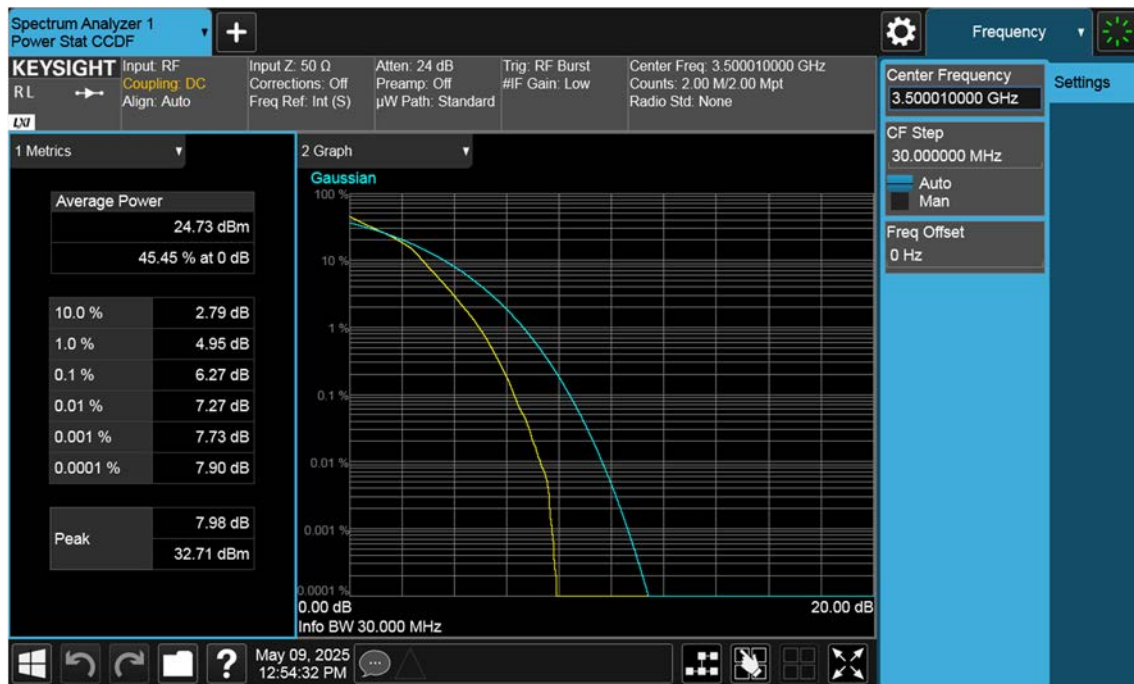 Spectrum Analyzer 1
Power Stat CCDF
Frequency
KEYSIGHT
RL
LXI
Input: RF
Coupling: DC
Align: Auto
Input Z: 50 Ω
Corrections: Off
Freq Ref: Int (S)
Atten: 24 dB
Preamp: Off
µW Path: Standard
Trig: RF Burst
#IF Gain: Low
Center Freq: 3.500010000 GHz
Counts: 2.00 M/2.00 Mpt
Radio Std: None
Center Frequency
3.500010000 GHz
Settings
CF Step
30.000000 MHz
Auto
Man
Freq Offset
0 Hz
1 Metrics
Average Power
24.73 dBm
45.45 % at 0 dB
10.0 % 2.79 dB
1.0 % 4.95 dB
0.1 % 6.27 dB
0.01 % 7.27 dB
0.001 % 7.73 dB
0.0001 % 7.90 dB
Peak
7.98 dB
32.71 dBm
2 Graph
Gaussian
100 %
10 %
1 %
0.1 %
0.01 %
0.001 %
0.0001 %
0.00 dB 20.00 dB
Info BW 30.000 MHz
?
May 09, 2025
12:54:32 PM